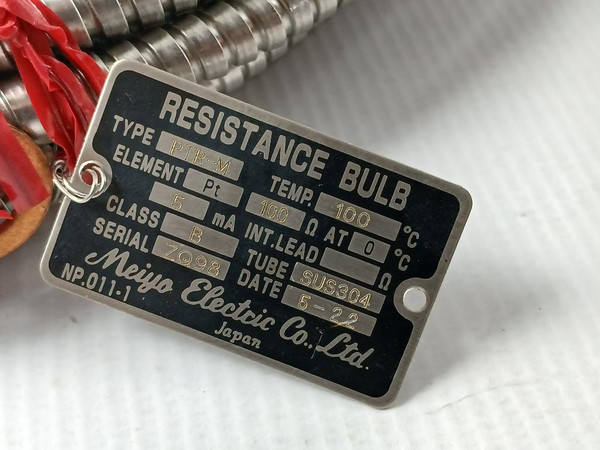 RESISTANCE BULB
TYPE PTR-M TEMP. 100 °C
ELEMENT Pt 100 Ω AT 0 °C
5 mA INT.LEAD Ω
CLASS B TUBE SUS304
SERIAL 7Q98 DATE 5-22
Meiyo Electric Co., Ltd.
NP.011-1 Japan